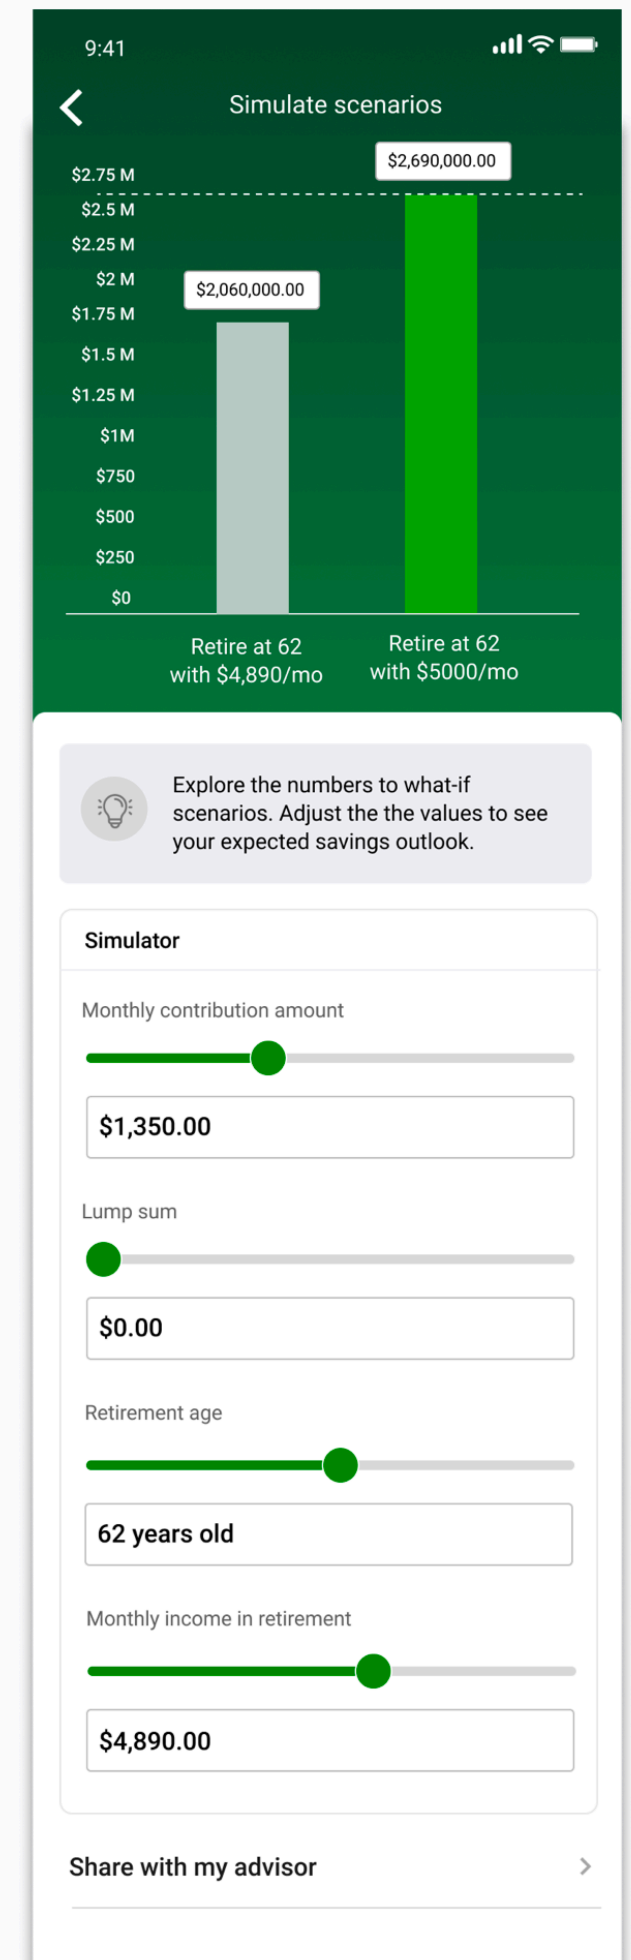 9:41
Simulate scenarios
$2,690,000.00
$2.75 M
$2.5 M
$2.25 M
$2 M
$2,060,000.00
$1.75 M
$1.5 M
$1.25 M
$1M
$750
$500
$250
$0
Retire at 62
with $4,890/mo
Retire at 62
with $5000/mo
Explore the numbers to what-if
scenarios. Adjust the the values to see
your expected savings outlook.
Simulator
Monthly contribution amount
$1,350.00
Lump sum
$0.00
Retirement age
62 years old
Monthly income in retirement
$4,890.00
Share with my advisor